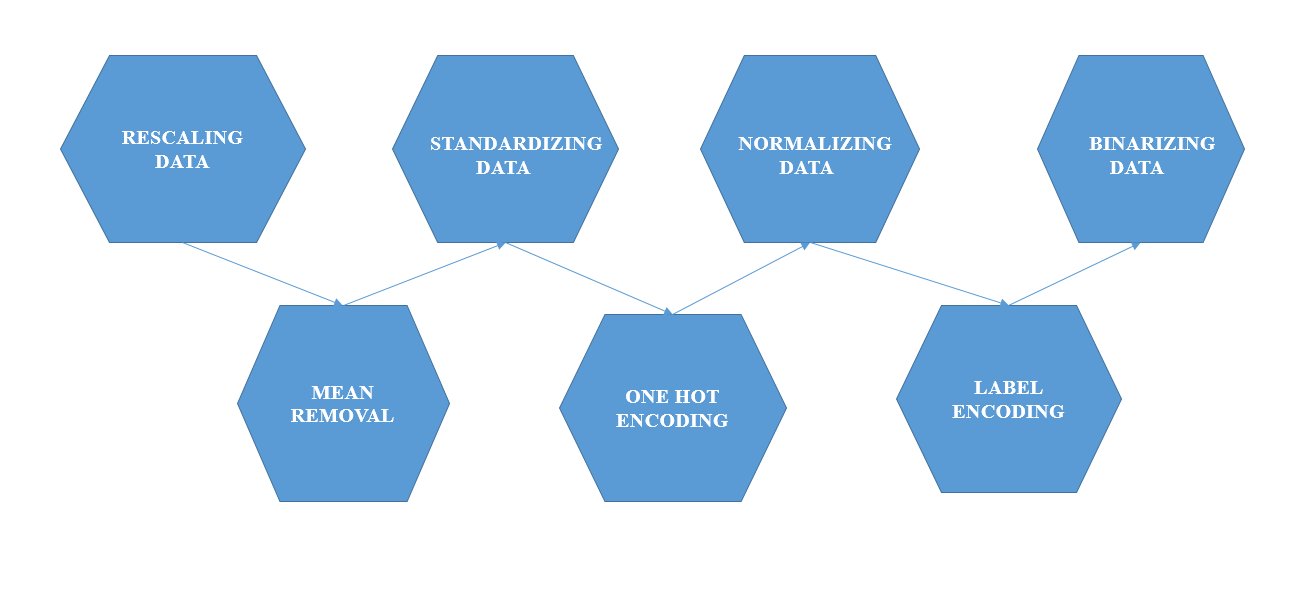 RESCALING
DATA
STANDARDIZING
DATA
NORMALIZING
DATA
BINARIZING
DATA
MEAN
REMOVAL
ONE HOT
ENCODING
LABEL
ENCODING